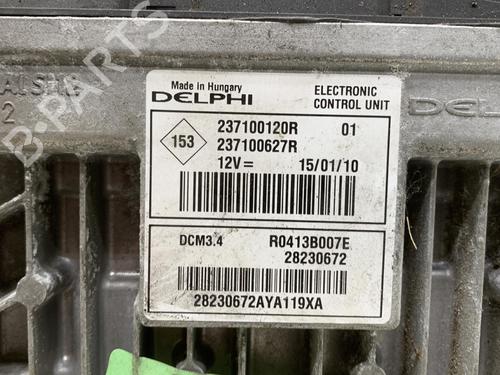 B-PARTS
Made in Hungary
DELPHI
ELECTRONIC
CONTROL UNIT
153
237100120R 01
237100627R
12V= 15/01/10
DCM3.4 R0413B007E
28230672
28230672AYA119XA
2